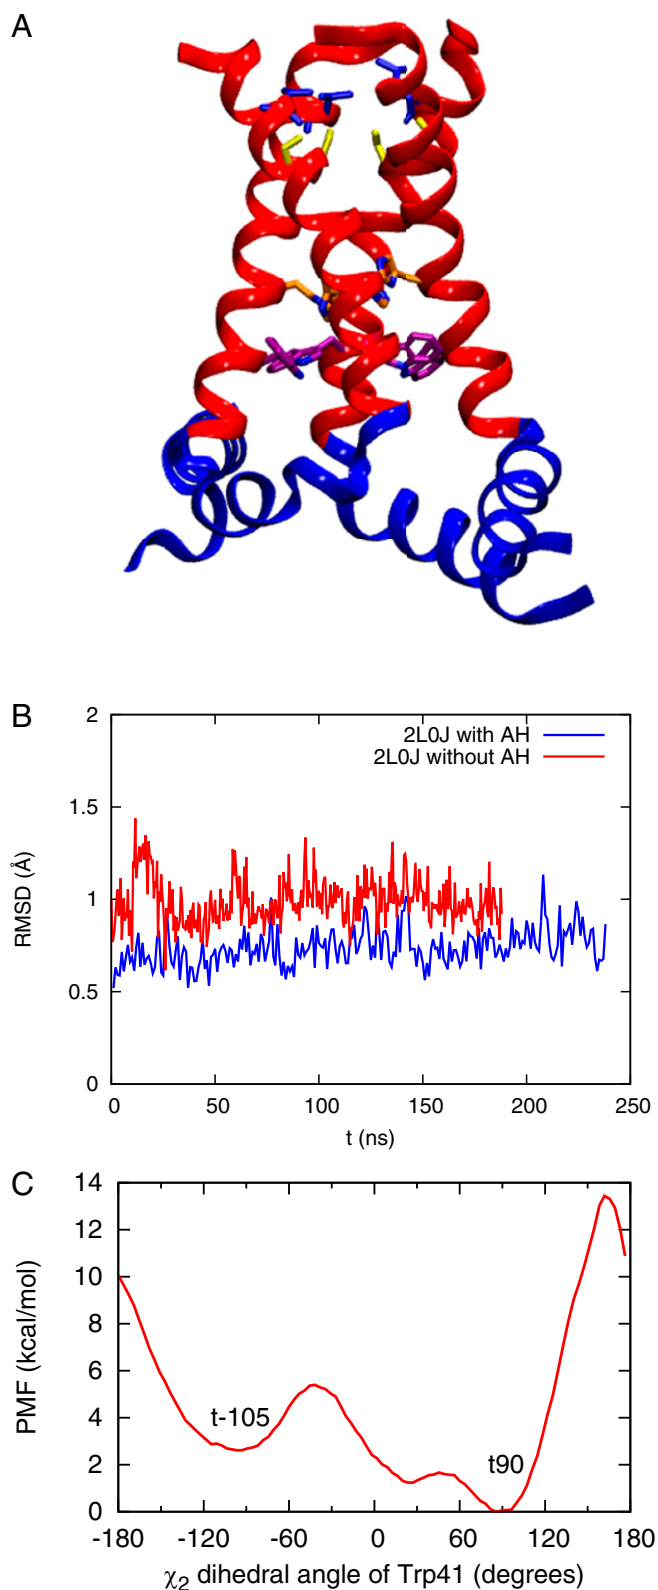 A
B
2
1.5
1
0.5
0
RMSD (Å)
2L0J with AH
2L0J without AH
0 50 100 150 200 250
t (ns)
C
14
12
10
8
6
4
2
0
PMF (kcal/mol)
t-105
t90
-180 -120 -60 0 60 120 180
χ2 dihedral angle of Trp41 (degrees)